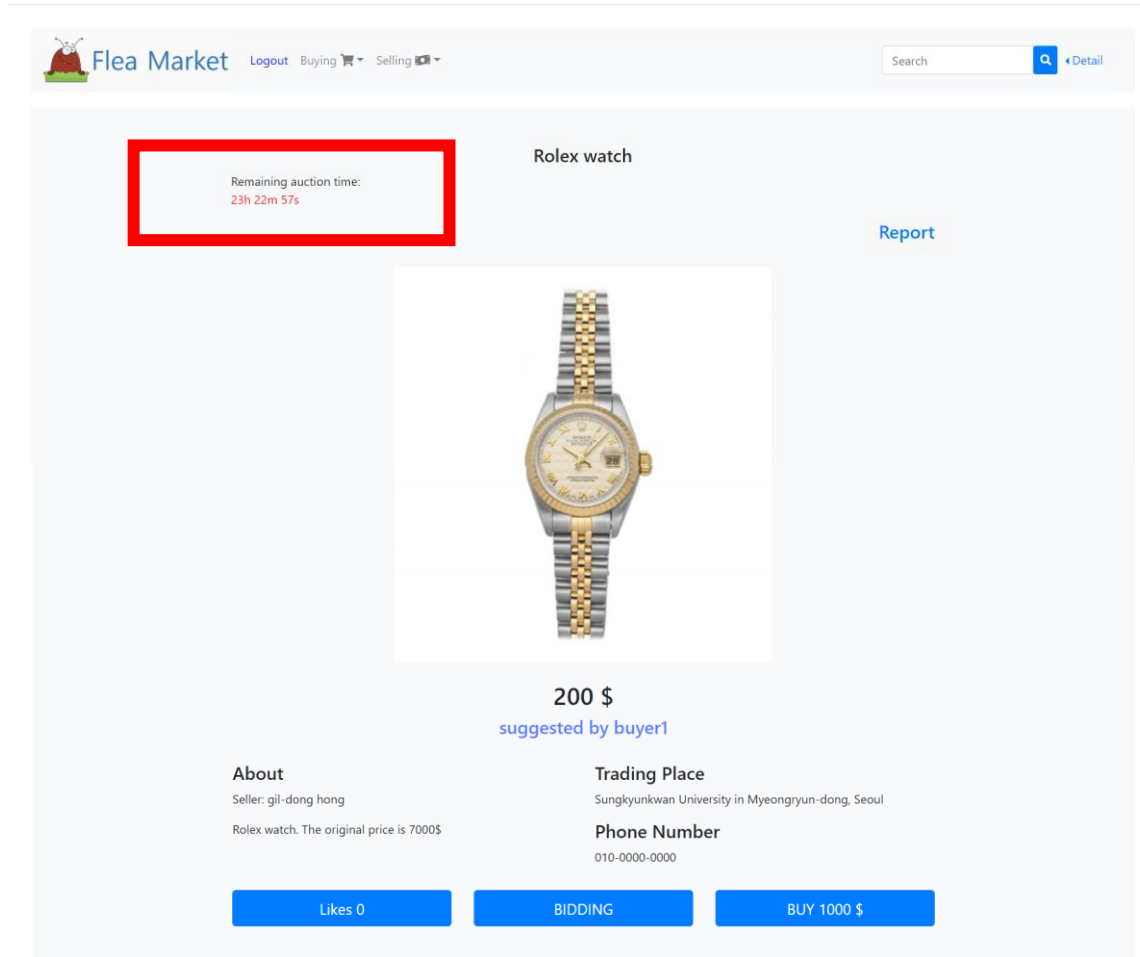 Flea Market Logout Buying Selling Search Detail
Rolex watch
Remaining auction time:
23h 22m 57s
Report
200 $
suggested by buyer1
About
Seller: gil-dong hong
Rolex watch. The original price is 7000$
Trading Place
Sungkyunkwan University in Myeongryun-dong, Seoul
Phone Number
010-0000-0000
Likes 0
BIDDING
BUY 1000 $